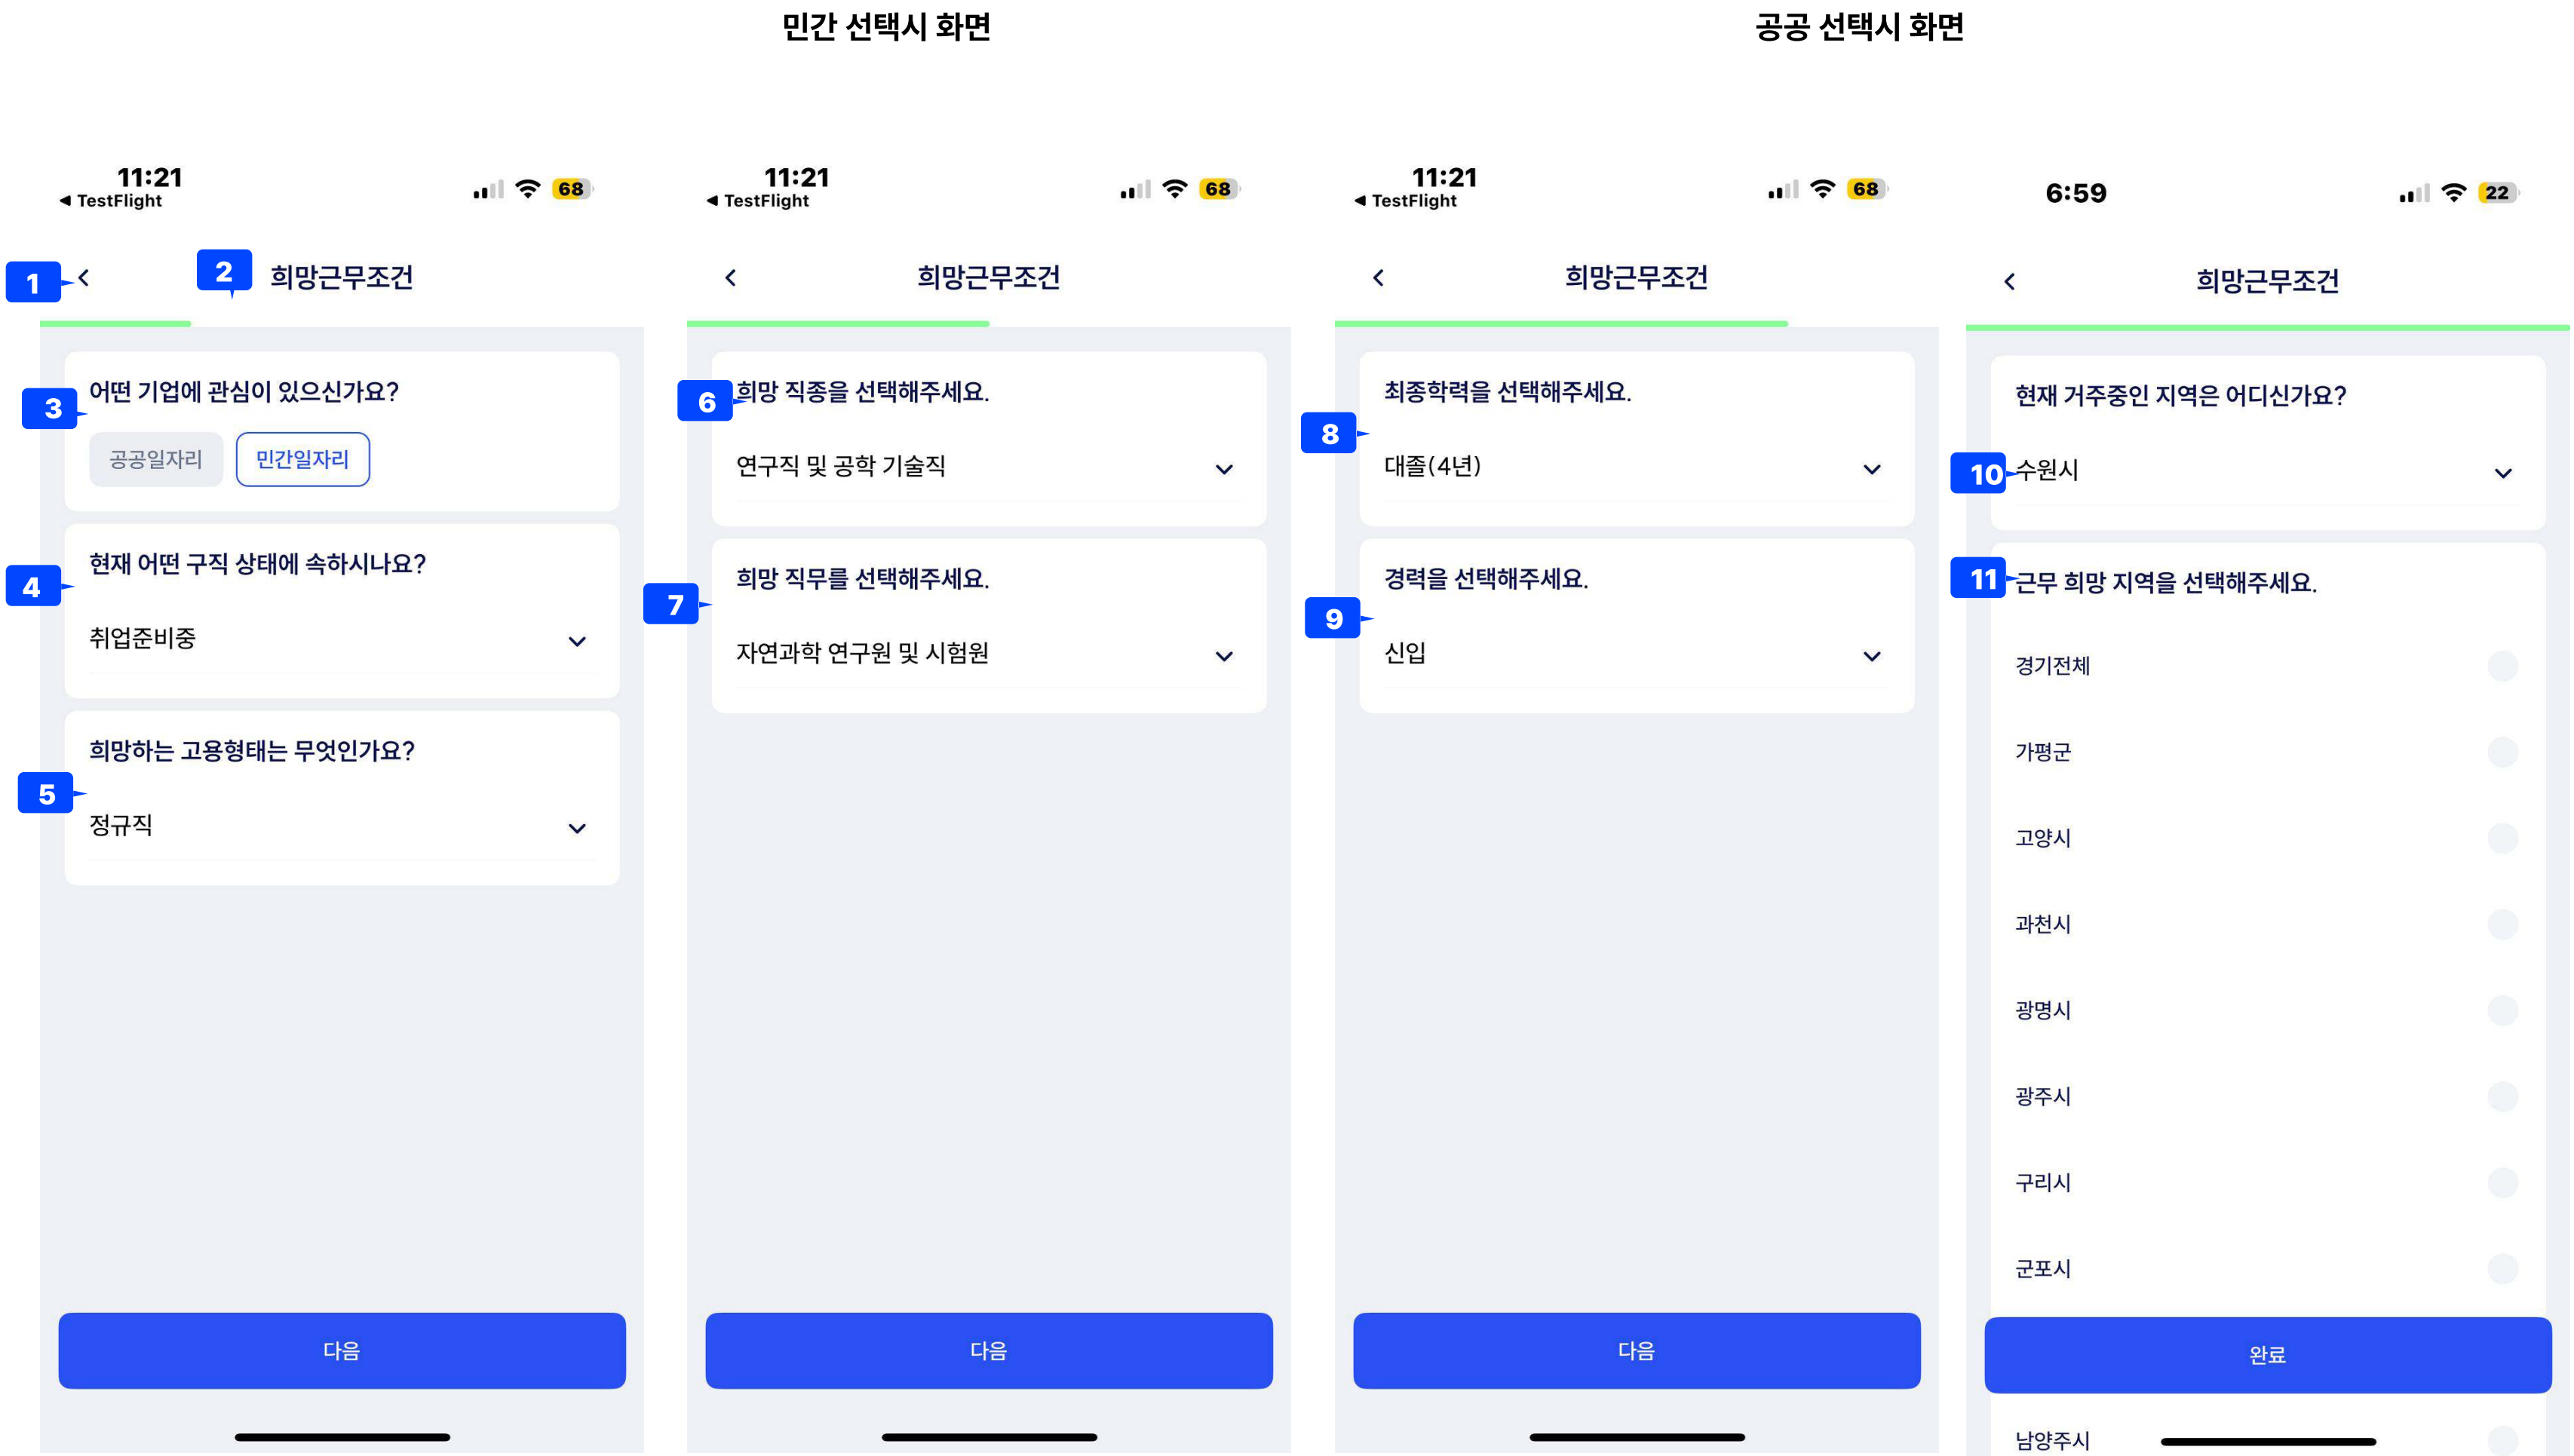 민간 선택시 화면
공공 선택시 화면
11:21
◀ TestFlight
68
1
2
희망근무조건
3
어떤 기업에 관심이 있으신가요?
공공일자리
민간일자리
4
현재 어떤 구직 상태에 속하시나요?
취업준비중
5
희망하는 고용형태는 무엇인가요?
정규직
다음
11:21
◀ TestFlight
68
희망근무조건
6
희망 직종을 선택해주세요.
연구직 및 공학 기술직
7
희망 직무를 선택해주세요.
자연과학 연구원 및 시험원
다음
11:21
◀ TestFlight
68
희망근무조건
8
최종학력을 선택해주세요.
대졸(4년)
9
경력을 선택해주세요.
신입
다음
6:59
22
희망근무조건
현재 거주중인 지역은 어디신가요?
10
수원시
11
근무 희망 지역을 선택해주세요.
경기전체
가평군
고양시
과천시
광명시
광주시
구리시
군포시
완료
남양주시